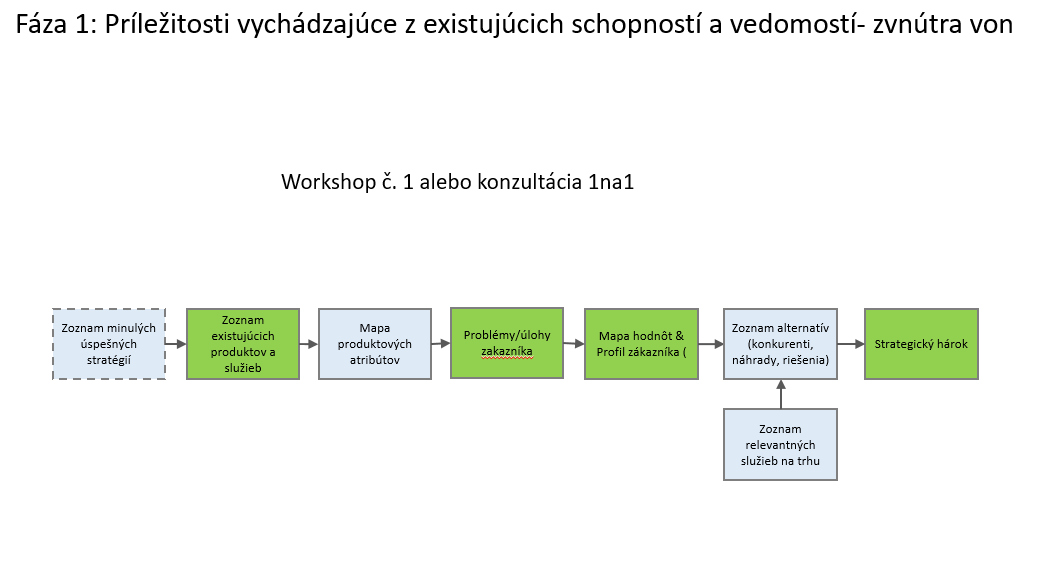 Fáza 1: Príležitosti vychádzajúce z existujúcich schopností a vedomostí- zvnútra von
Workshop č. 1 alebo konzultácia 1na1
Zoznam minulých
úspešných
stratégií
Zoznam
existujúcich
produktov a
služieb
Mapa
produktových
atribútov
Problémy/úlohy
zakazníka
Mapa hodnôt &
Profil zákazníka (
Zoznam alternatív
(konkurenti,
náhrady, riešenia)
Strategický hárok
Zoznam
relevantných
služieb na trhu